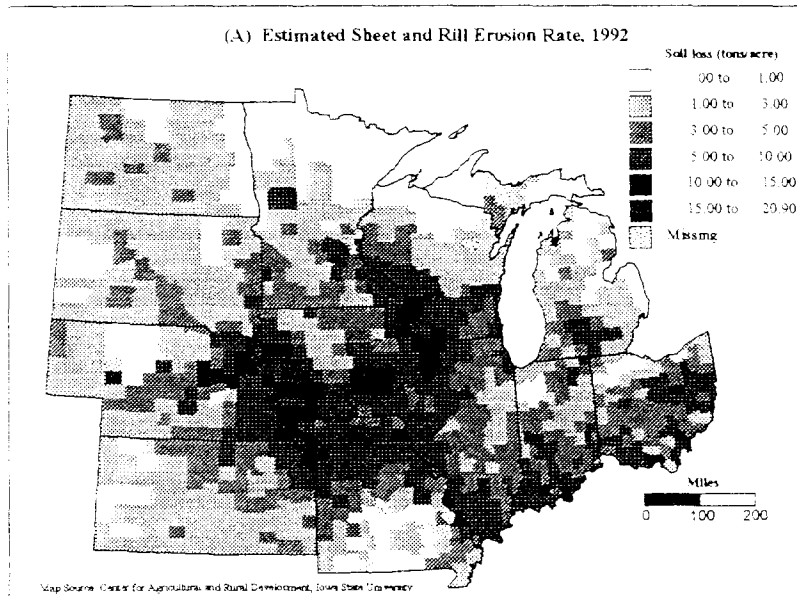 (A) Estimated Sheet and Rill Erosion Rate, 1992
Soil loss (tons/acre)
.00 to 1.00
1.00 to 3.00
3.00 to 5.00
5.00 to 10.00
10.00 to 15.00
15.00 to 20.90
Missing
Miles
0 100 200
Map Source: Center for Agricultural and Rural Development, Iowa State University